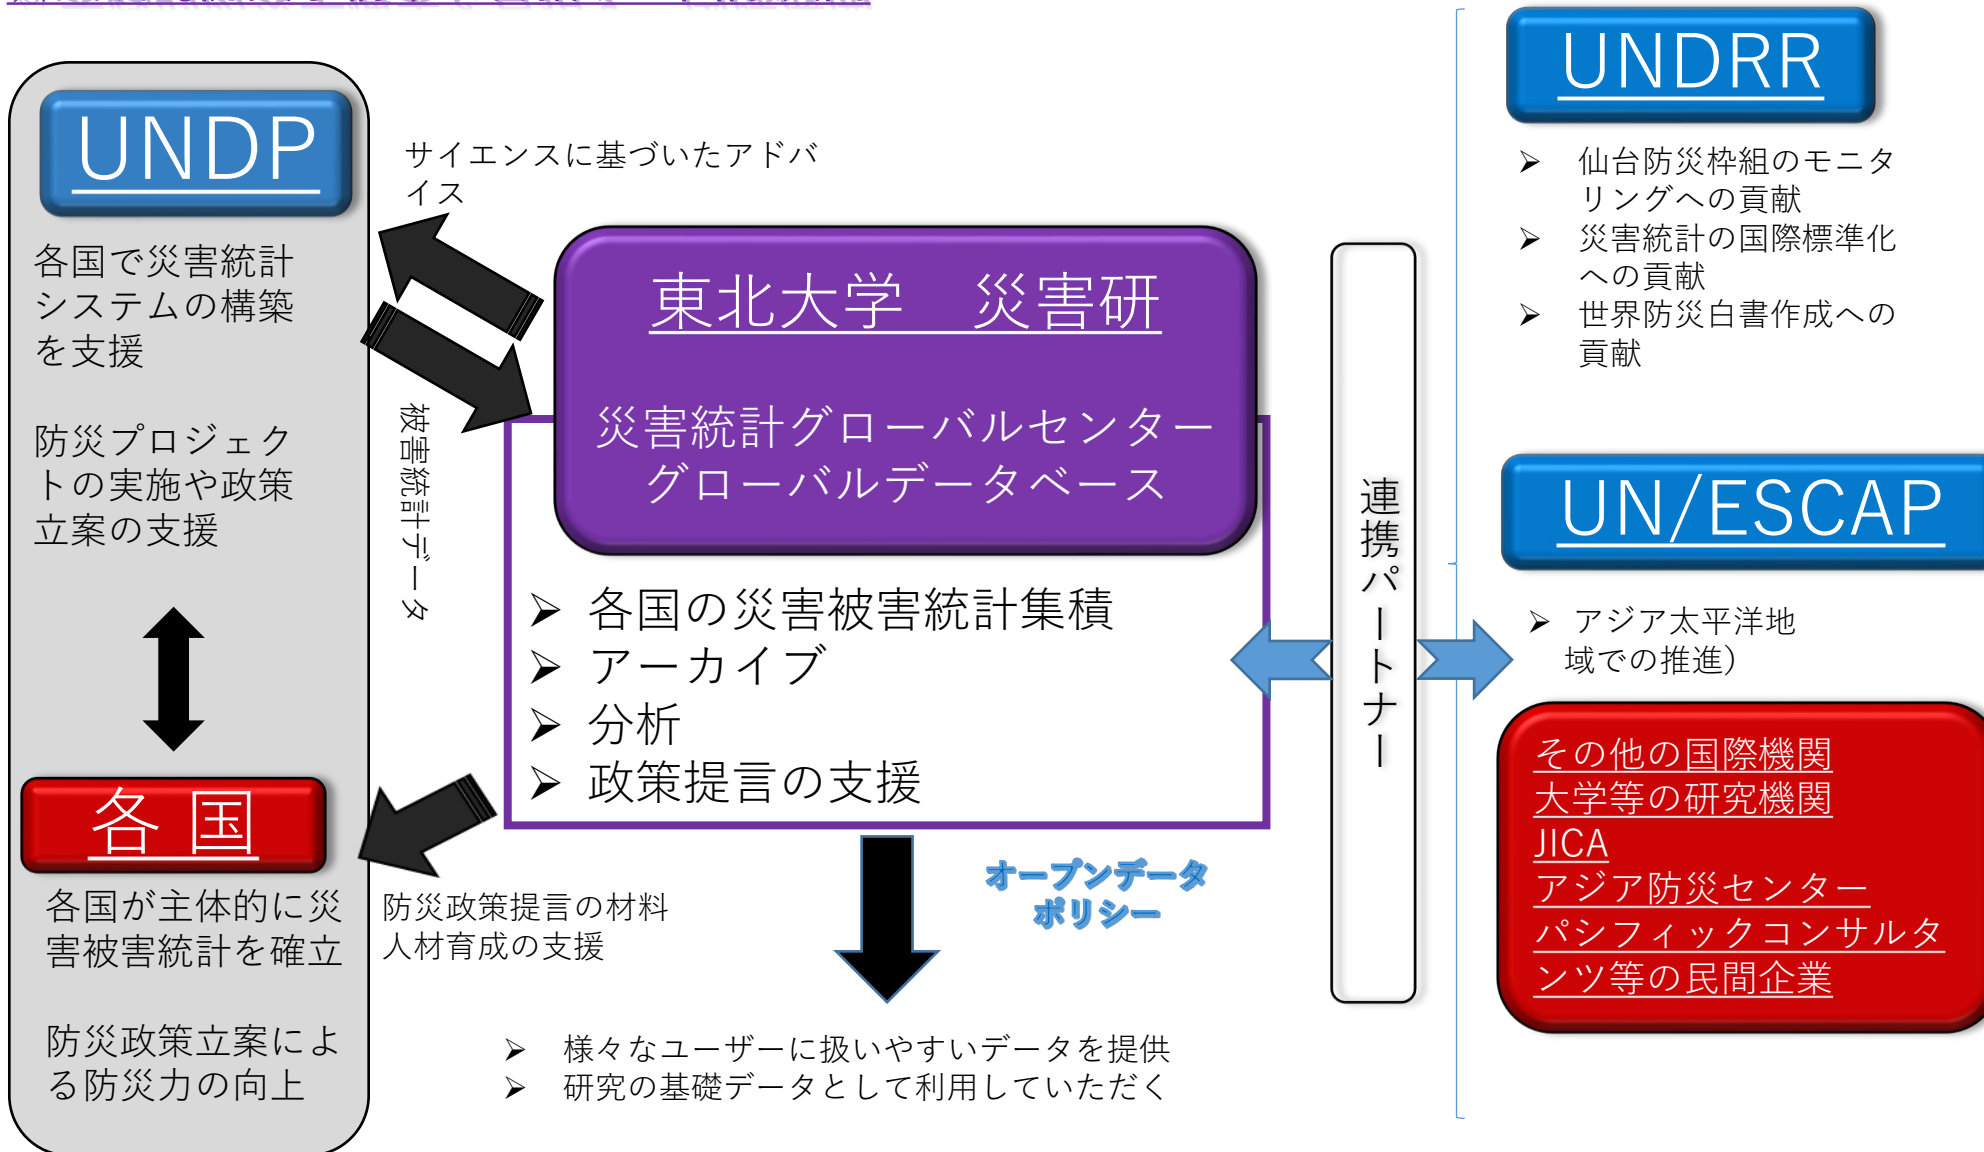 UNDP
各国で災害統計
システムの構築
を支援
防災プロジェク
トの実施や政策
立案の支援
各 国
各国が主体的に災
害被害統計を確立
防災政策立案によ
る防災力の向上
サイエンスに基づいたアドバ
イス
被害統計データ
防災政策提言の材料
人材育成の支援
東北大学 災害研
災害統計グローバルセンター
グローバルデータベース
➢ 各国の災害被害統計集積
➢ アーカイブ
➢ 分析
➢ 政策提言の支援
オープンデータ
ポリシー
➢ 様々なユーザーに扱いやすいデータを提供
➢ 研究の基礎データとして利用していただく
連携パートナー
UNDRR
➢ 仙台防災枠組のモニタ
リングへの貢献
➢ 災害統計の国際標準化
への貢献
➢ 世界防災白書作成への
貢献
UN/ESCAP
➢ アジア太平洋地
域での推進）
その他の国際機関
大学等の研究機関
JICA
アジア防災センター
パシフィックコンサルタ
ンツ等の民間企業